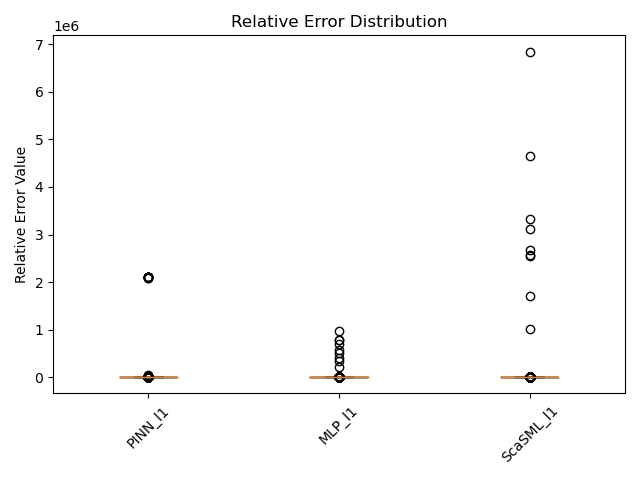 Relative Error Distribution
1e6
7
6
5
4
3
2
1
0
Relative Error Value
PINN_l1
MLP_l1
ScaSML_l1